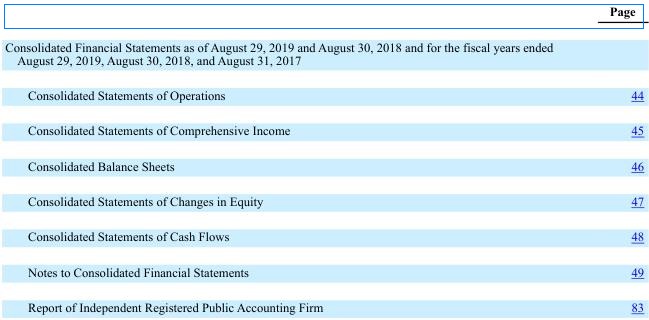 Page
Consolidated Financial Statements as of August 29, 2019 and August 30, 2018 and for the fiscal years ended
August 29, 2019, August 30, 2018, and August 31, 2017
Consolidated Statements of Operations 44
Consolidated Statements of Comprehensive Income 45
Consolidated Balance Sheets 46
Consolidated Statements of Changes in Equity 47
Consolidated Statements of Cash Flows 48
Notes to Consolidated Financial Statements 49
Report of Independent Registered Public Accounting Firm 83